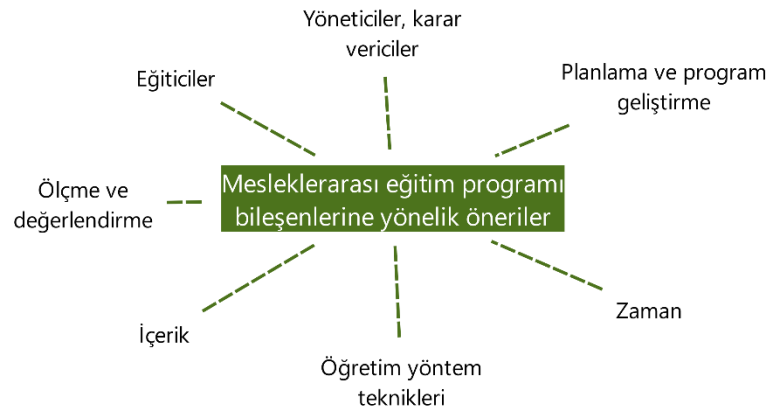 Yöneticiler, karar
vericiler
Eğiticiler
Planlama ve program
geliştirme
Ölçme ve
değerlendirme
Mesleklerarası eğitim programı
bileşenlerine yönelik öneriler
İçerik
Zaman
Öğretim yöntem
teknikleri